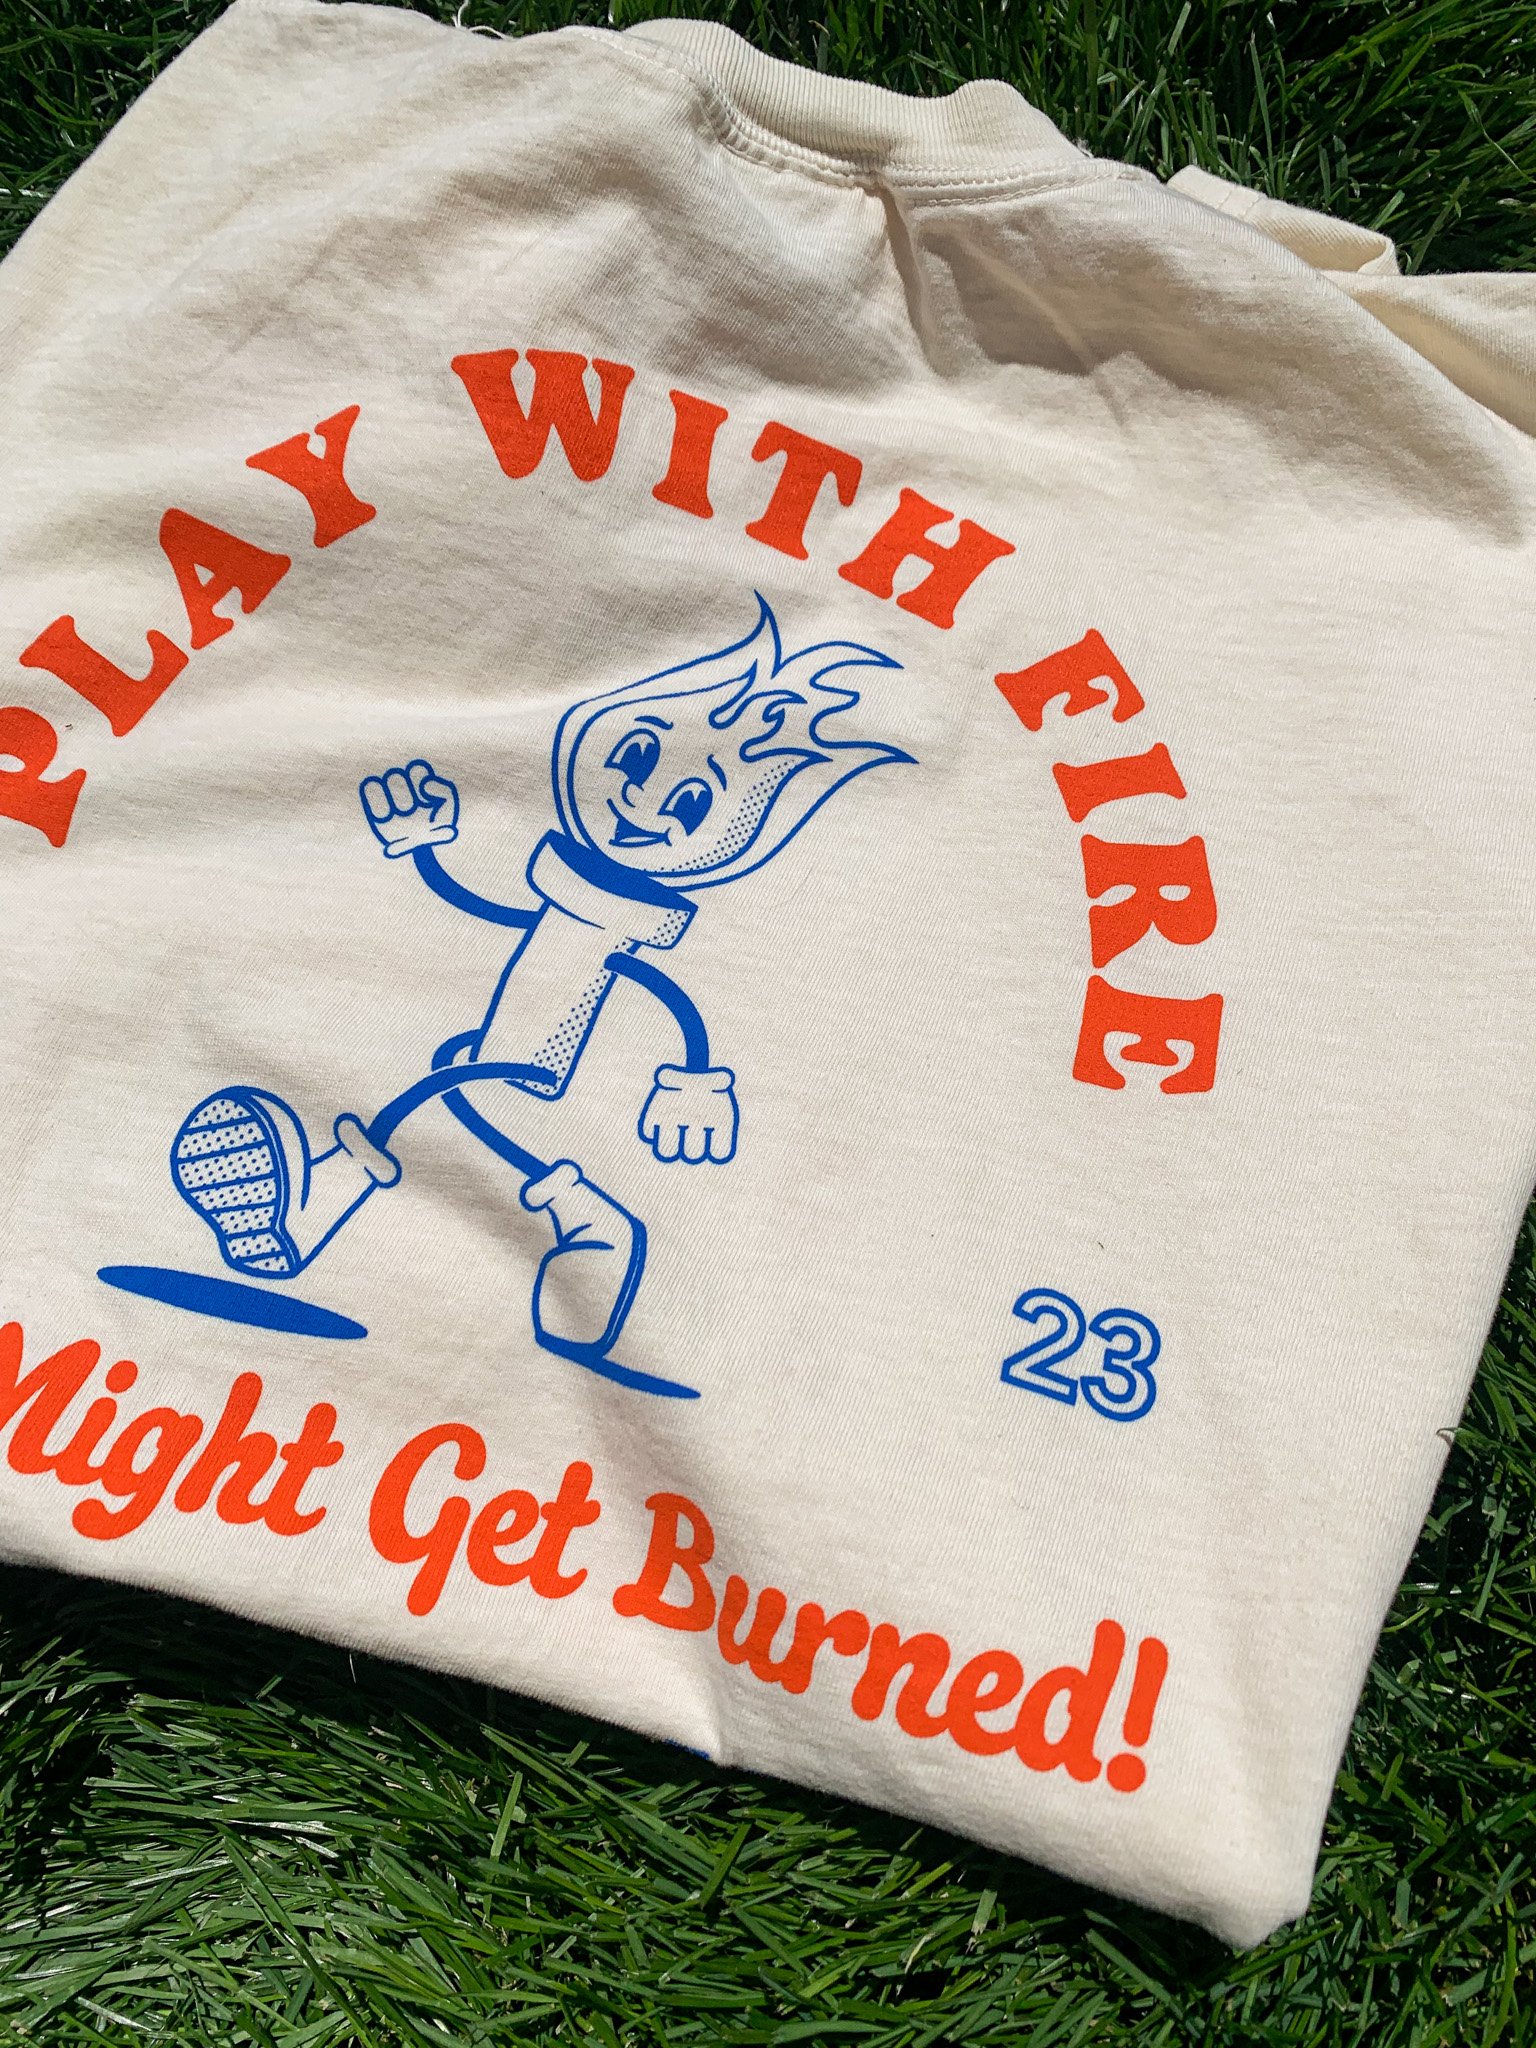 PLAY WITH FIRE
23
Might Get Burned!